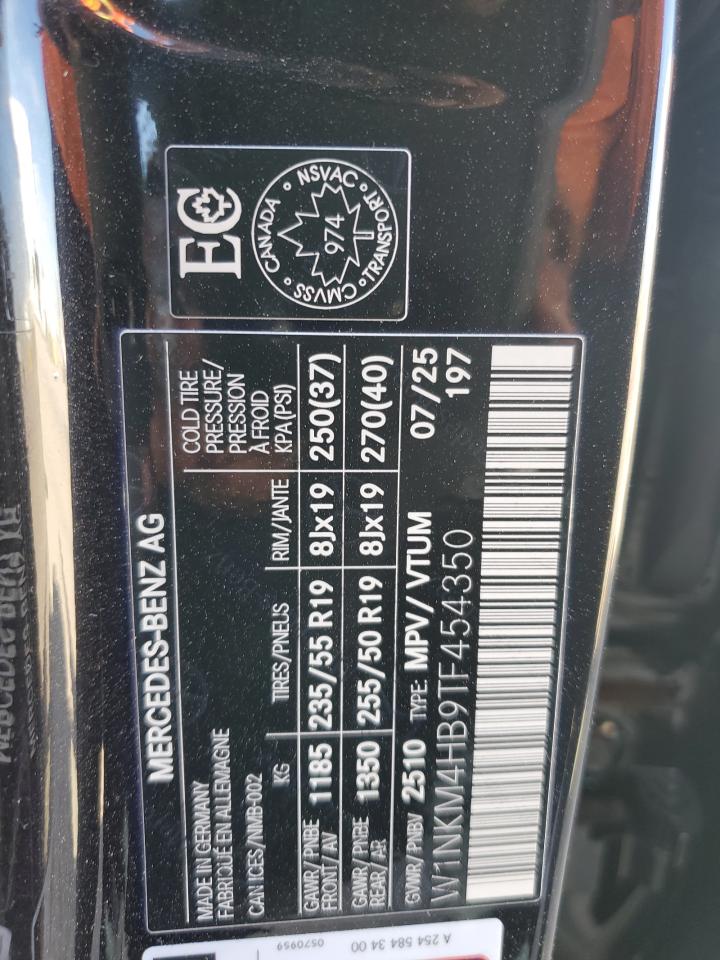 MERCEDES-BENZ AG
MADE IN GERMANY
FABRIQUÉ EN ALLEMAGNE
CAN ICES/NMB-002
KG TIRES/PNEUS RIM/JANTE COLD TIRE PRESSURE/ PRESSION À FROID KPA(PSI)
GAWR/PNBE FRONT/AV 1185 235/55 R19 8Jx19 250(37)
GAWR/PNBE REAR/AR 1350 255/50 R19 8Jx19 270(40)
GVWR/PNBV 2510 TYPE: MPV/VTUM 07/25
197
W1NKM4HB9TF454350
EC
CANADA • NSVAC • TRANSPORT • CMVSS •
974
A 254 584 34 00
0570959